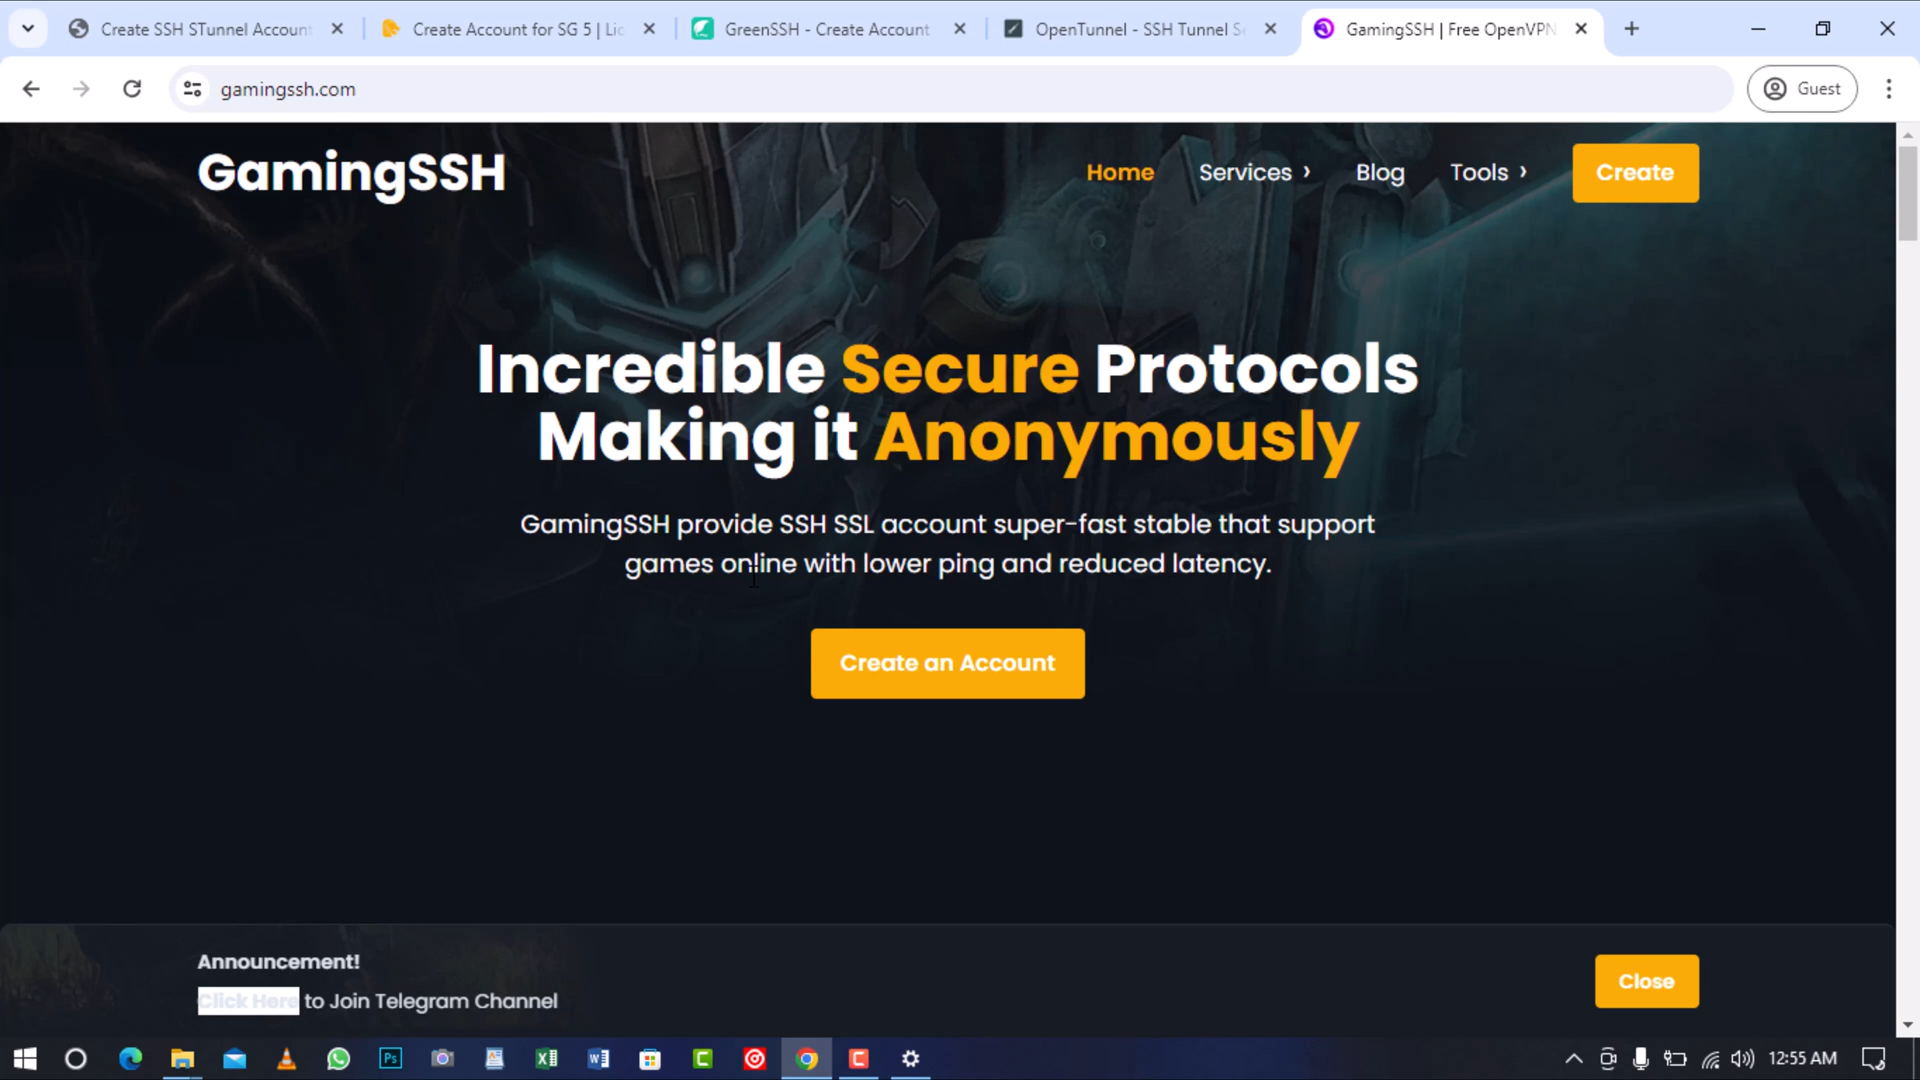 Create SSH STunnel Account
Create Account for SG 5 | Lic
GreenSSH - Create Account
OpenTunnel - SSH Tunnel Se
GamingSSH | Free OpenVPN
gamingssh.com
Guest
GamingSSH
Home
Services
Blog
Tools
Create
Incredible Secure Protocols
Making it Anonymously
GamingSSH provide SSH SSL account super-fast stable that support
games online with lower ping and reduced latency.
Create an Account
Announcement!
Click Here to Join Telegram Channel
Close
Ps
12:55 AM